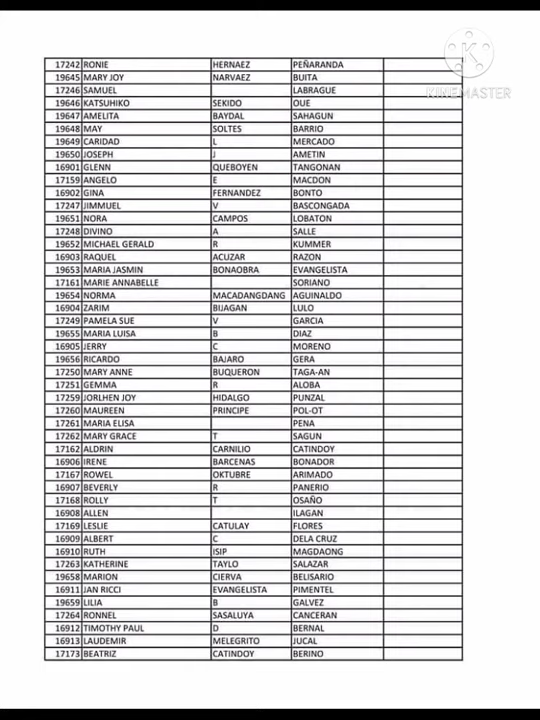 KINEMASTER
17242 RONIE HERNAEZ PEÑARANDA
19645 MARY JOY NARVAEZ BUITA
17246 SAMUEL LABRAGUE
19646 KATSUHIKO SEKIDO OUE
19647 AMELITA BAYDAL SAHAGUN
19648 MAY SOLTES BARRIO
19649 CARIDAD L MERCADO
19650 JOSEPH J AMETIN
16901 GLENN QUEBOYEN TANGONAN
17159 ANGELO E MACDON
16902 GINA FERNANDEZ BONTO
17247 JIMMUEL V BASCONGADA
19651 NORA CAMPOS LOBATON
17248 DIVINO A SALLE
19652 MICHAEL GERALD R KUMMER
16903 RAQUEL ACUZAR RAZON
19653 MARIA JASMIN BONAOBRA EVANGELISTA
17161 MARIE ANNABELLE SORIANO
19654 NORMA MACADANGDANG AGUINALDO
16904 ZARIM BIJAGAN LULO
17249 PAMELA SUE V GARCIA
19655 MARIA LUISA B DIAZ
16905 JERRY C MORENO
19656 RICARDO BAJARO GERA
17250 MARY ANNE BUQUERON TAGA-AN
17251 GEMMA R ALOBA
17259 JORLHEN JOY HIDALGO PUNZAL
17260 MAUREEN PRINCIPE POL-OT
17261 MARIA ELISA PENA
17262 MARY GRACE T SAGUN
17162 ALDRIN CARNILIO CATINDOY
16906 IRENE BARCENAS BONADOR
17167 ROWEL OKTUBRE ARIMADO
16907 BEVERLY R PANERIO
17168 ROLLY T OSAÑO
16908 ALLEN ILAGAN
17169 LESLIE CATULAY FLORES
16909 ALBERT C DELA CRUZ
16910 RUTH ISIP MAGDAONG
17263 KATHERINE TAYLO SALAZAR
19658 MARION CIERVA BELISARIO
16911 JAN RICCI EVANGELISTA PIMENTEL
19659 LILIA B GALVEZ
17264 RONNEL SASALUYA CANCERAN
16912 TIMOTHY PAUL D BERNAL
16913 LAUDEMIR MELEGRITO JUCAL
17173 BEATRIZ CATINDOY BERINO